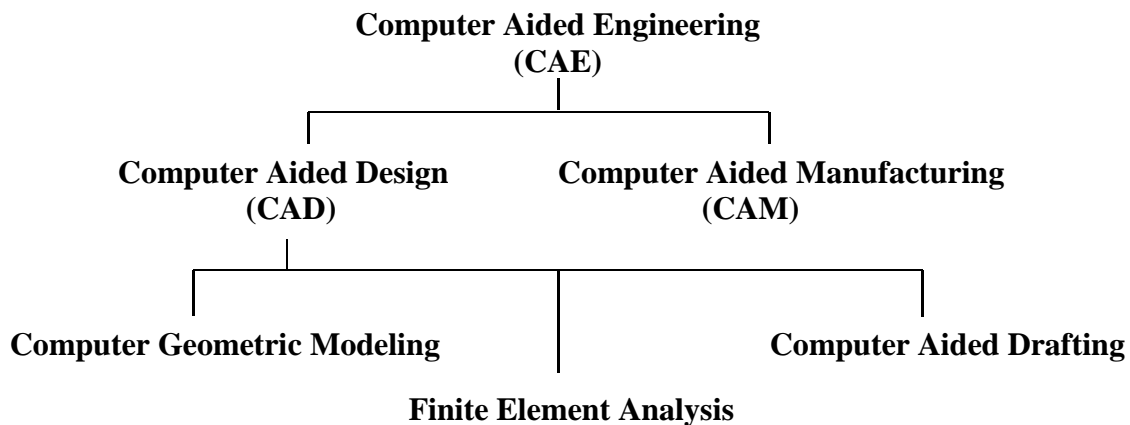 Computer Aided Engineering
(CAE)
Computer Aided Design
(CAD)
Computer Aided Manufacturing
(CAM)
Computer Geometric Modeling
Computer Aided Drafting
Finite Element Analysis